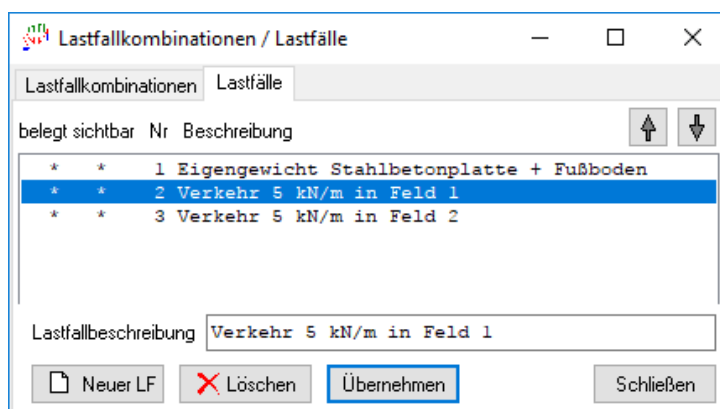 Lastfallkombinationen / Lastfälle
Lastfallkombinationen Lastfälle
belegt sichtbar Nr Beschreibung
* * 1 Eigengewicht Stahlbetonplatte + Fußboden
* * 2 Verkehr 5 kN/m in Feld 1
* * 3 Verkehr 5 kN/m in Feld 2
Lastfallbeschreibung Verkehr 5 kN/m in Feld 1
Neuer LF Löschen Übernehmen Schließen